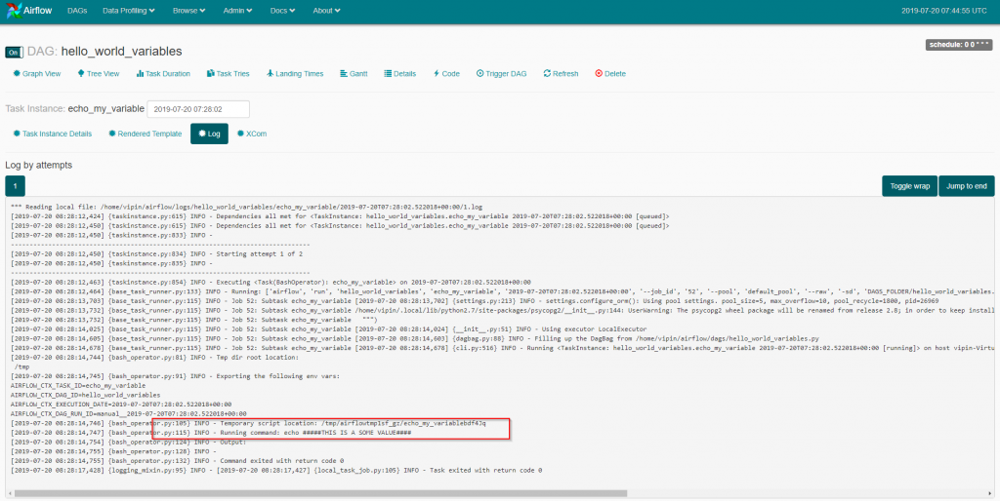 Airflow DAGs Data Profiling Browse Admin Docs About 2019-07-20 07:44:55 UTC
On DAG: hello_world_variables schedule: 0 0 * * *
Graph View Tree View Task Duration Task Tries Landing Times Gantt Details Code Trigger DAG Refresh Delete
Task Instance: echo_my_variable 2019-07-20 07:28:02
Task Instance Details Rendered Template Log XCom
Log by attempts
1 Toggle wrap Jump to end
*** Reading local file: /home/vipin/airflow/logs/hello_world_variables/echo_my_variable/2019-07-20T07:28:02.522018+00:00/1.log
[2019-07-20 08:28:12,424] {taskinstance.py:615} INFO - Dependencies all met for <TaskInstance: hello_world_variables.echo_my_variable 2019-07-20T07:28:02.522018+00:00 [queued]>
[2019-07-20 08:28:12,450] {taskinstance.py:615} INFO - Dependencies all met for <TaskInstance: hello_world_variables.echo_my_variable 2019-07-20T07:28:02.522018+00:00 [queued]>
[2019-07-20 08:28:12,450] {taskinstance.py:833} INFO -
--------------------------------------------------------------------------------
[2019-07-20 08:28:12,450] {taskinstance.py:834} INFO - Starting attempt 1 of 2
[2019-07-20 08:28:12,450] {taskinstance.py:835} INFO -
--------------------------------------------------------------------------------
[2019-07-20 08:28:12,463] {taskinstance.py:854} INFO - Executing <Task(BashOperator): echo_my_variable> on 2019-07-20T07:28:02.522018+00:00
[2019-07-20 08:28:12,464] {base_task_runner.py:133} INFO - Running: ['airflow', 'run', 'hello_world_variables', 'echo_my_variable', '2019-07-20T07:28:02.522018+00:00', '--job_id', '52', '--pool', 'default_pool', '--raw', '-sd', 'DAGS_FOLDER/hello_world_variables.
[2019-07-20 08:28:13,703] {base_task_runner.py:115} INFO - Job 52: Subtask echo_my_variable [2019-07-20 08:28:13,702] {settings.py:213} INFO - settings.configure_orm(): Using pool settings. pool_size=5, max_overflow=10, pool_recycle=1800, pid=26969
[2019-07-20 08:28:13,732] {base_task_runner.py:115} INFO - Job 52: Subtask echo_my_variable /home/vipin/.local/lib/python2.7/site-packages/psycopg2/__init__.py:144: UserWarning: The psycopg2 wheel package will be renamed from release 2.8; in order to keep instal
[2019-07-20 08:28:13,732] {base_task_runner.py:115} INFO - Job 52: Subtask echo_my_variable """)
[2019-07-20 08:28:14,025] {base_task_runner.py:115} INFO - Job 52: Subtask echo_my_variable [2019-07-20 08:28:14,024] {__init__.py:51} INFO - Using executor LocalExecutor
[2019-07-20 08:28:14,605] {base_task_runner.py:115} INFO - Job 52: Subtask echo_my_variable [2019-07-20 08:28:14,603] {dagbag.py:88} INFO - Filling up the DagBag from /home/vipin/airflow/dags/hello_world_variables.py
[2019-07-20 08:28:14,678] {base_task_runner.py:115} INFO - Job 52: Subtask echo_my_variable [2019-07-20 08:28:14,678] {cli.py:516} INFO - Running <TaskInstance: hello_world_variables.echo_my_variable 2019-07-20T07:28:02.522018+00:00 [running]> on host vipin-Virtu
[2019-07-20 08:28:14,745] {bash_operator.py:81} INFO - Tmp dir root location:
/tmp
[2019-07-20 08:28:14,745] {bash_operator.py:91} INFO - Exporting the following env vars:
AIRFLOW_CTX_TASK_ID=echo_my_variable
AIRFLOW_CTX_DAG_ID=hello_world_variables
AIRFLOW_CTX_EXECUTION_DATE=2019-07-20T07:28:02.522018+00:00
AIRFLOW_CTX_DAG_RUN_ID=manual__2019-07-20T07:28:02.522018+00:00
[2019-07-20 08:28:14,746] {bash_operator.py:105} INFO - Temporary script location: /tmp/airflowtmplsf_gz/echo_my_variablebdf4Jq
[2019-07-20 08:28:14,747] {bash_operator.py:115} INFO - Running command: echo #####THIS IS A SOME VALUE####
[2019-07-20 08:28:14,754] {bash_operator.py:124} INFO - Output:
[2019-07-20 08:28:14,755] {bash_operator.py:128} INFO -
[2019-07-20 08:28:14,755] {bash_operator.py:132} INFO - Command exited with return code 0
[2019-07-20 08:28:17,428] {logging_mixin.py:95} INFO - [2019-07-20 08:28:17,427] {local_task_job.py:105} INFO - Task exited with return code 0